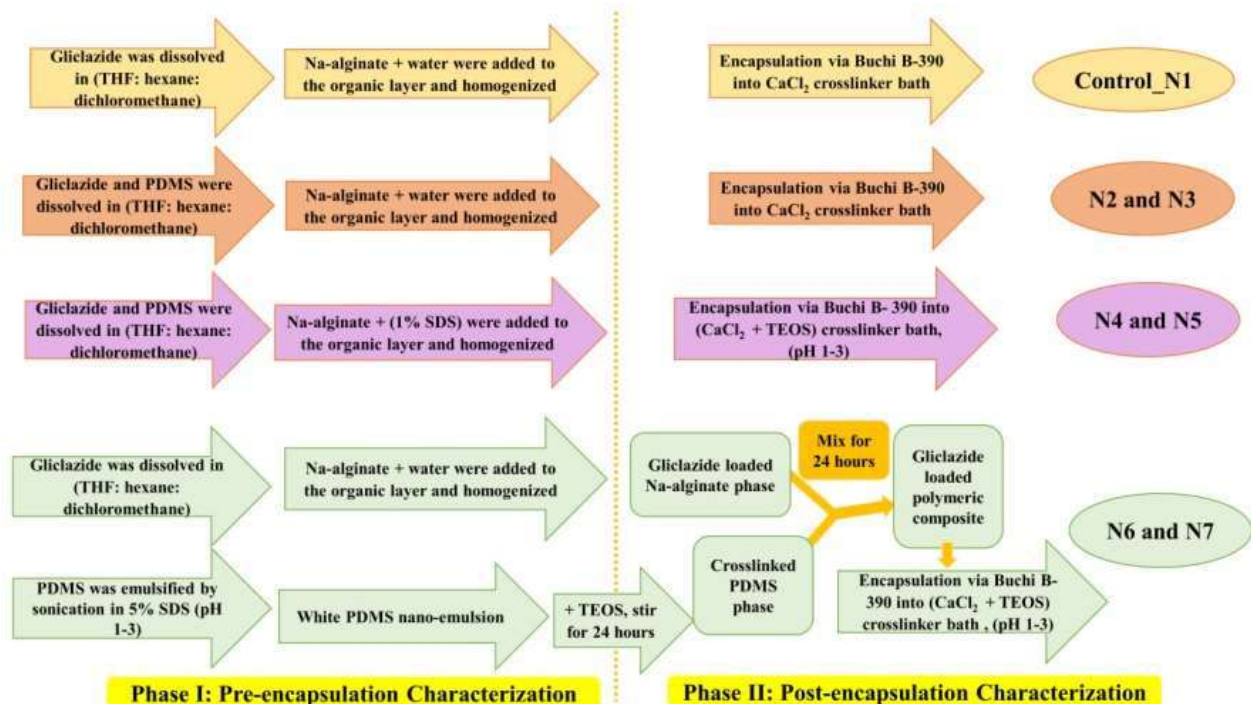 Gliclazide was dissolved
in (THF: hexane:
dichloromethane)
Na-alginate + water were added to
the organic layer and homogenized
Encapsulation via Buchi B-390
into CaCl₂ crosslinker bath
Control_N1
Gliclazide and PDMS were
dissolved in (THF: hexane:
dichloromethane)
Na-alginate + water were added to
the organic layer and homogenized
Encapsulation via Buchi B-390
into CaCl₂ crosslinker bath
N2 and N3
Gliclazide and PDMS were
dissolved in (THF: hexane:
dichloromethane)
Na-alginate + (1% SDS) were added to
the organic layer and homogenized
Encapsulation via Buchi B- 390 into
(CaCl₂ + TEOS) crosslinker bath,
(pH 1-3)
N4 and N5
Gliclazide was dissolved in
(THF: hexane:
dichloromethane)
Na-alginate + water were added to
the organic layer and homogenized
Gliclazide loaded
Na-alginate phase
Mix for
24 hours
Gliclazide
loaded
polymeric
composite
N6 and N7
PDMS was emulsified by
sonication in 5% SDS (pH
1-3)
White PDMS nano-emulsion
+ TEOS, stir
for 24 hours
Crosslinked
PDMS
phase
Encapsulation via Buchi B-
390 into (CaCl₂ + TEOS)
crosslinker bath , (pH 1-3)
Phase I: Pre-encapsulation Characterization
Phase II: Post-encapsulation Characterization